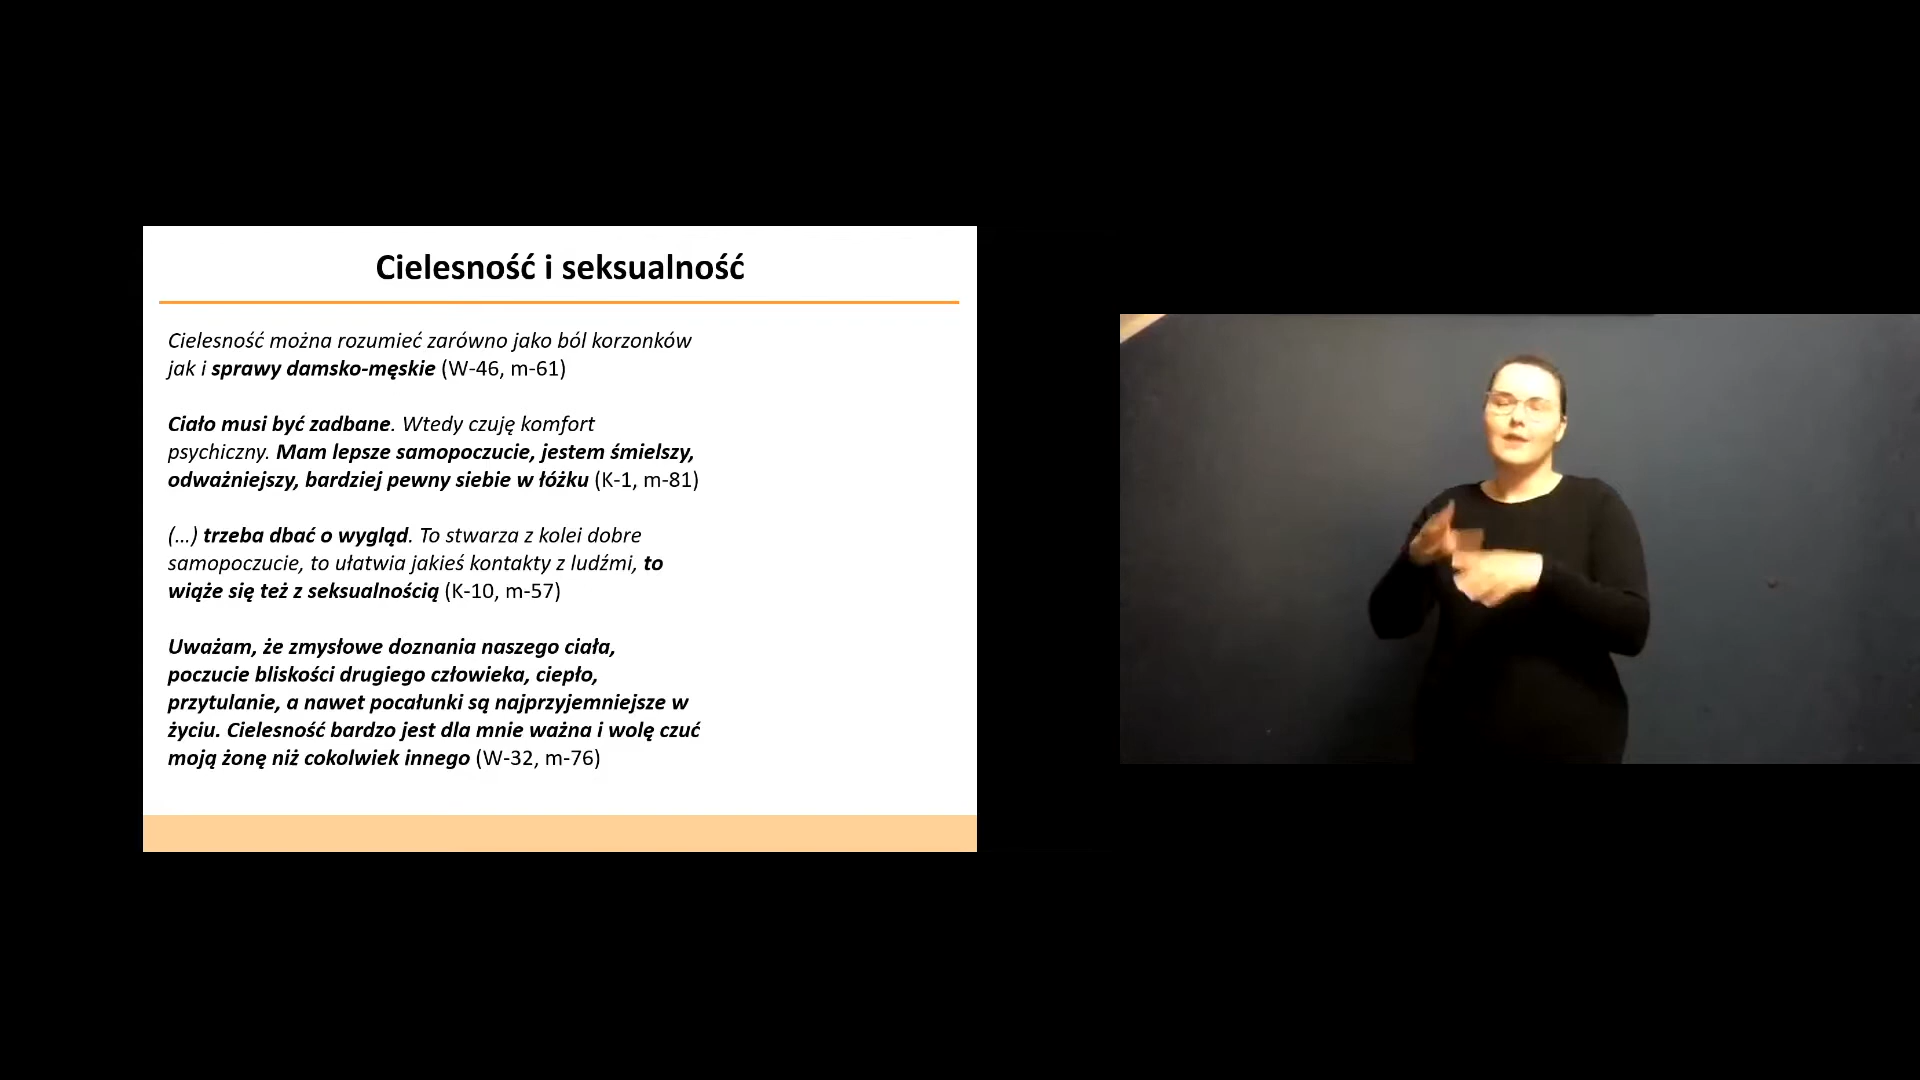 Cielesność i seksualność
Cielesność można rozumieć zarówno jako ból korzonków
jak i sprawy damsko-męskie (W-46, m-61)
Ciało musi być zadbane. Wtedy czuję komfort
psychiczny. Mam lepsze samopoczucie, jestem śmielszy,
odważniejszy, bardziej pewny siebie w łóżku (K-1, m-81)
(...) trzeba dbać o wygląd. To stwarza z kolei dobre
samopoczucie, to ułatwia jakieś kontakty z ludźmi, to
wiąże się też z seksualnością (K-10, m-57)
Uważam, że zmysłowe doznania naszego ciała,
poczucie bliskości drugiego człowieka, ciepło,
przytulanie, a nawet pocałunki są najprzyjemniejsze w
życiu. Cielesność bardzo jest dla mnie ważna i wolę czuć
moją żonę niż cokolwiek innego (W-32, m-76)